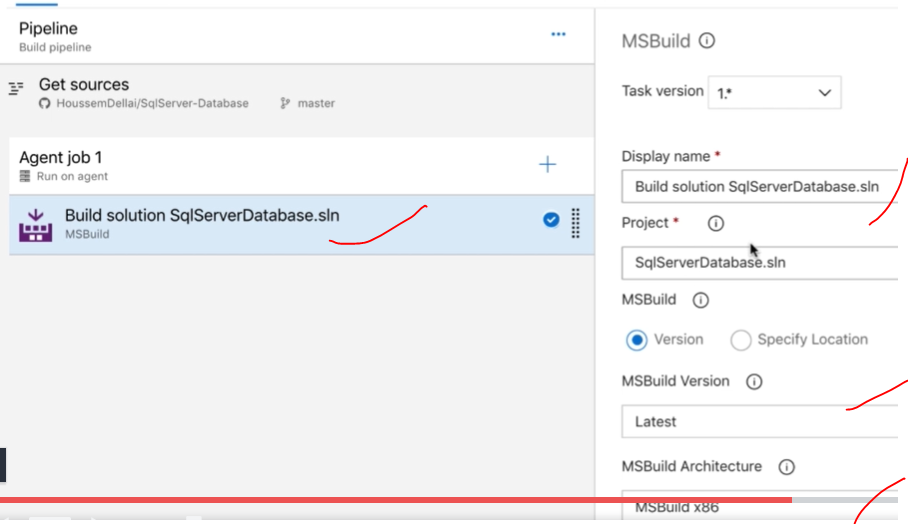 Pipeline
Build pipeline
Get sources
HoussemDellai/SqlServer-Database master
Agent job 1
Run on agent
Build solution SqlServerDatabase.sln
MSBuild
MSBuild
Task version 1.*
Display name *
Build solution SqlServerDatabase.sln
Project *
SqlServerDatabase.sln
MSBuild
Version Specify Location
MSBuild Version
Latest
MSBuild Architecture
MSBuild x86